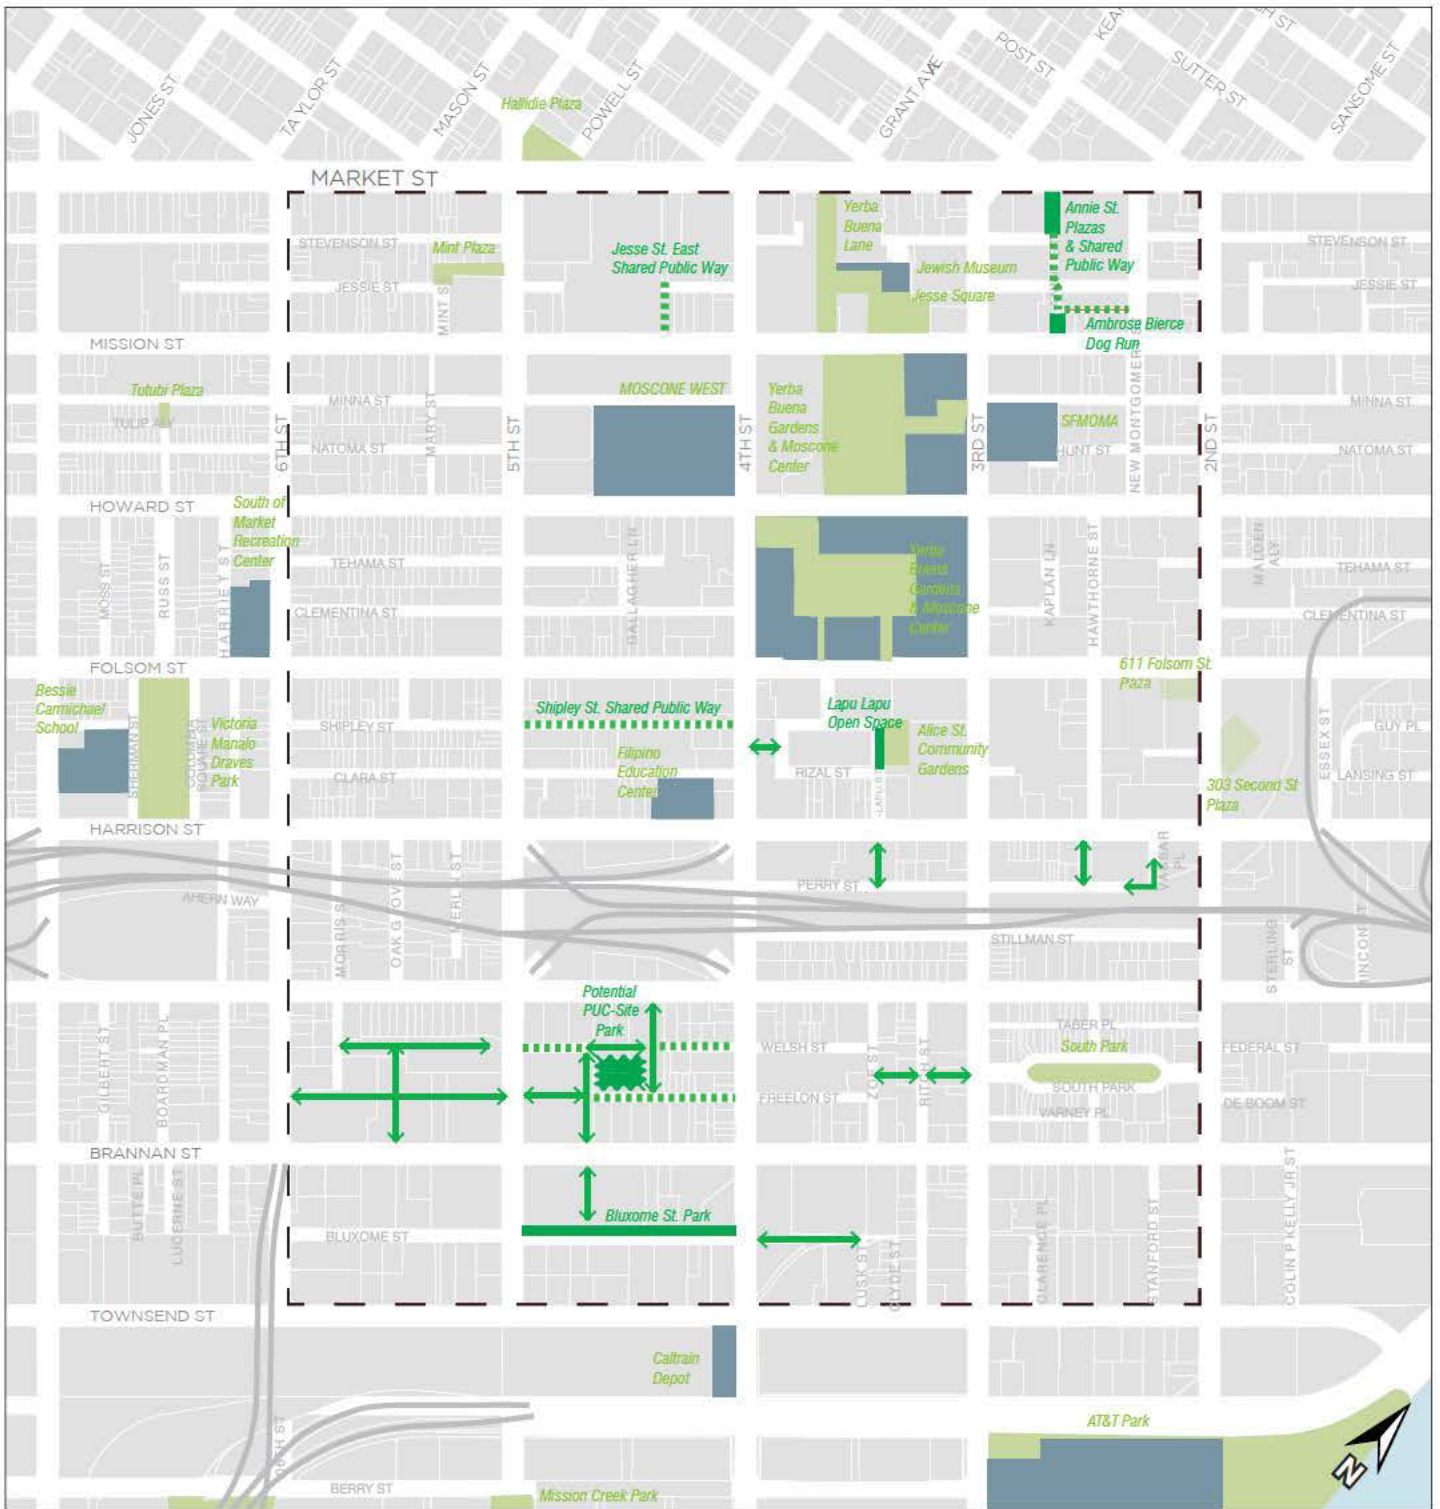 JONES ST
TAYLOR ST
MASON ST
Hallidie Plaza
POWELL ST
GRANT AVE
POST ST
SUTTER ST
SANSOME ST
MARKET ST
STEVENSON ST
Mint Plaza
JESSIE ST
Jesse St. East
Shared Public Way
Yerba
Buena
Lane
Jewish Museum
Jesse Square
Annie St.
Plazas
& Shared
Public Way
Ambrose Bierce
Dog Run
STEVENSON ST
JESSIE ST
MISSION ST
Tutubi Plaza
TULIP ALY
6TH ST
MINNA ST
NATOMA ST
MARY ST
5TH ST
MOSCONE WEST
4TH ST
Yerba
Buena
Gardens
& Moscone
Center
3RD ST
SFMOMA
HUNT ST
NEW MONTGOMERY
2ND ST
MINNA ST
NATOMA ST
HOWARD ST
South of
Market
Recreation
Center
MOSS ST
RUSS ST
HARRIET ST
TEHAMA ST
CLEMENTINA ST
GALLAGHER LN
Yerba
Buena
Gardens
& Moscone
Center
KAPLAN LN
HAWTHORNE ST
MALDEN
ALY
TEHAMA ST
CLEMENTINA ST
FOLSOM ST
Bessie
Carmichael
School
SHERMAN ST
COLUMBIA
SQUARE ST
Victoria
Manalo
Draves
Park
SHIPLEY ST
CLARA ST
Shipley St. Shared Public Way
Filipino
Education
Center
Lapu Lapu
Open Space
RIZAL ST
Alice St.
Community
Gardens
611 Folsom St.
Paza
303 Second St
Plaza
ESSEX ST
GUY PL
LANSING ST
HARRISON ST
AHERN WAY
MORRIS S
OAK GROVE ST
MERLIN ST
PERRY ST
VASSAR
PL
STILLMAN ST
STERLING
ST
Potential
PUC-Site
Park
GILBERT ST
BOARDMAN PL
WELSH ST
FREELON ST
ZOE ST
RITCH ST
TABER PL
South Park
SOUTH PARK
VARNEY PL
FEDERAL ST
DE BOOM ST
BRANNAN ST
BUTTE PL
LUCERNE ST
BLUXOME ST
Bluxome St. Park
LUSK ST
CLYDE ST
CLARENCE PL
STANFORD ST
COLIN P KELLY JR ST
TOWNSEND ST
Caltrain
Depot
AT&T Park
BERRY ST
Mission Creek Park
N